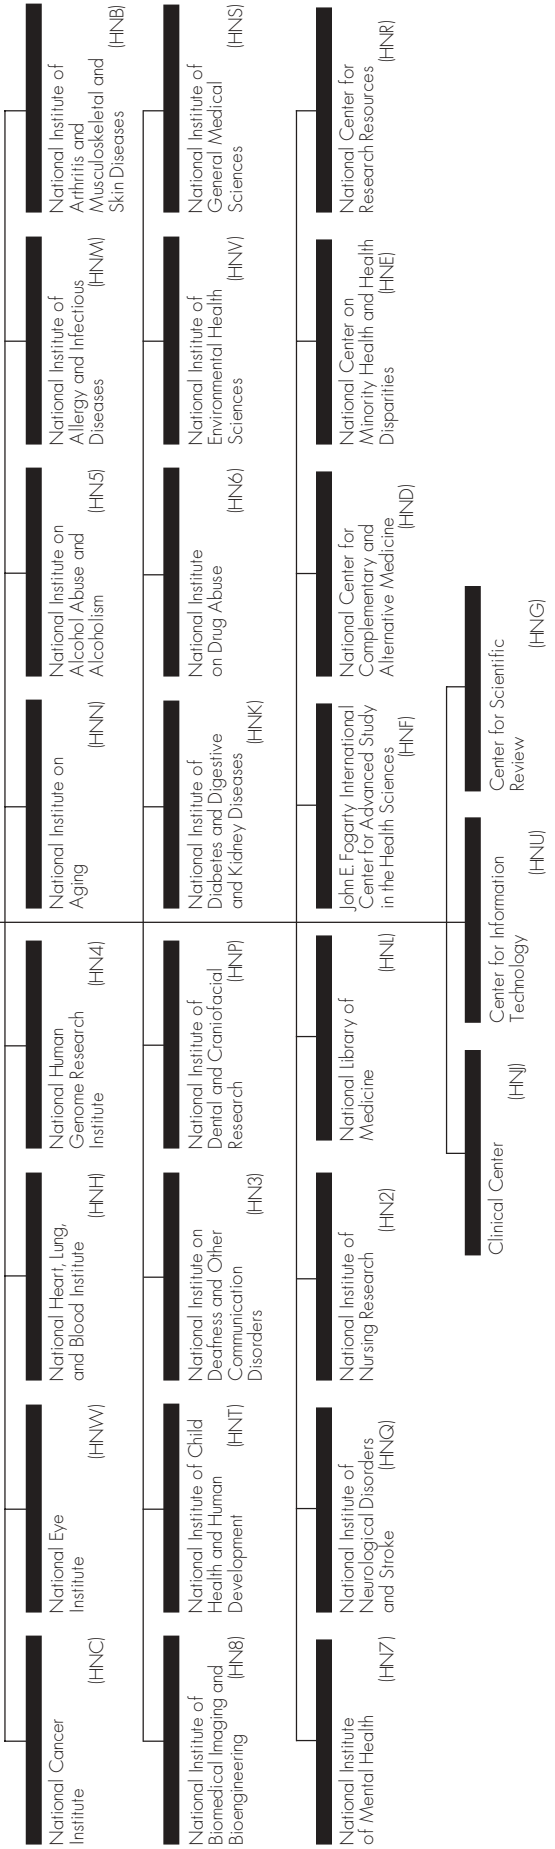 National Cancer
Institute
(HNC)
National Eye
Institute
(HNW)
National Heart, Lung,
and Blood Institute
(HNH)
National Human
Genome Research
Institute
(HN4)
National Institute on
Aging
(HNN)
National Institute on
Alcohol Abuse and
Alcoholism
(HN5)
National Institute of
Allergy and Infectious
Diseases
(HNM)
National Institute of
Arthritis and
Musculoskeletal and
Skin Diseases
(HNB)
National Institute of
Biomedical Imaging and
Bioengineering
(HN8)
National Institute of Child
Health and Human
Development
(HNT)
National Institute on
Deafness and Other
Communication
Disorders
(HN3)
National Institute of
Dental and Craniofacial
Research
(HNP)
National Institute of
Diabetes and Digestive
and Kidney Diseases
(HNK)
National Institute
on Drug Abuse
(HN6)
National Institute of
Environmental Health
Sciences
(HNV)
National Institute of
General Medical
Sciences
(HNS)
National Institute
of Mental Health
(HN7)
National Institute of
Neurological Disorders
and Stroke
(HNQ)
National Institute of
Nursing Research
(HN2)
National Library of
Medicine
(HNL)
John E. Fogarty International
Center for Advanced Study
in the Health Sciences
(HNF)
National Center for
Complementary and
Alternative Medicine
(HND)
National Center on
Minority Health and Health
Disparities
(HNE)
National Center for
Research Resources
(HNR)
Clinical Center
(HNJ)
Center for Information
Technology
(HNU)
Center for Scientific
Review
(HNG)